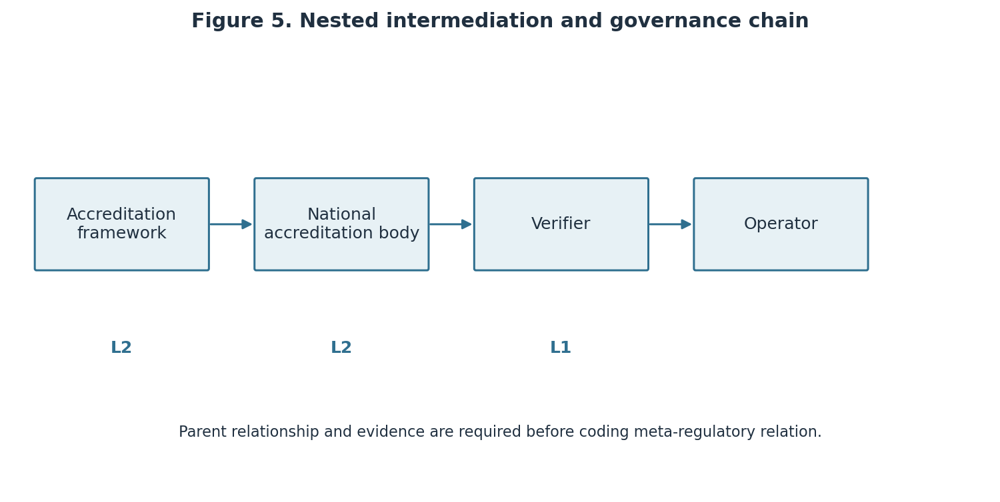 Figure 5. Nested intermediation and governance chain
Accreditation
framework
National
accreditation body
Verifier
Operator
L2
L2
L1
Parent relationship and evidence are required before coding meta-regulatory relation.